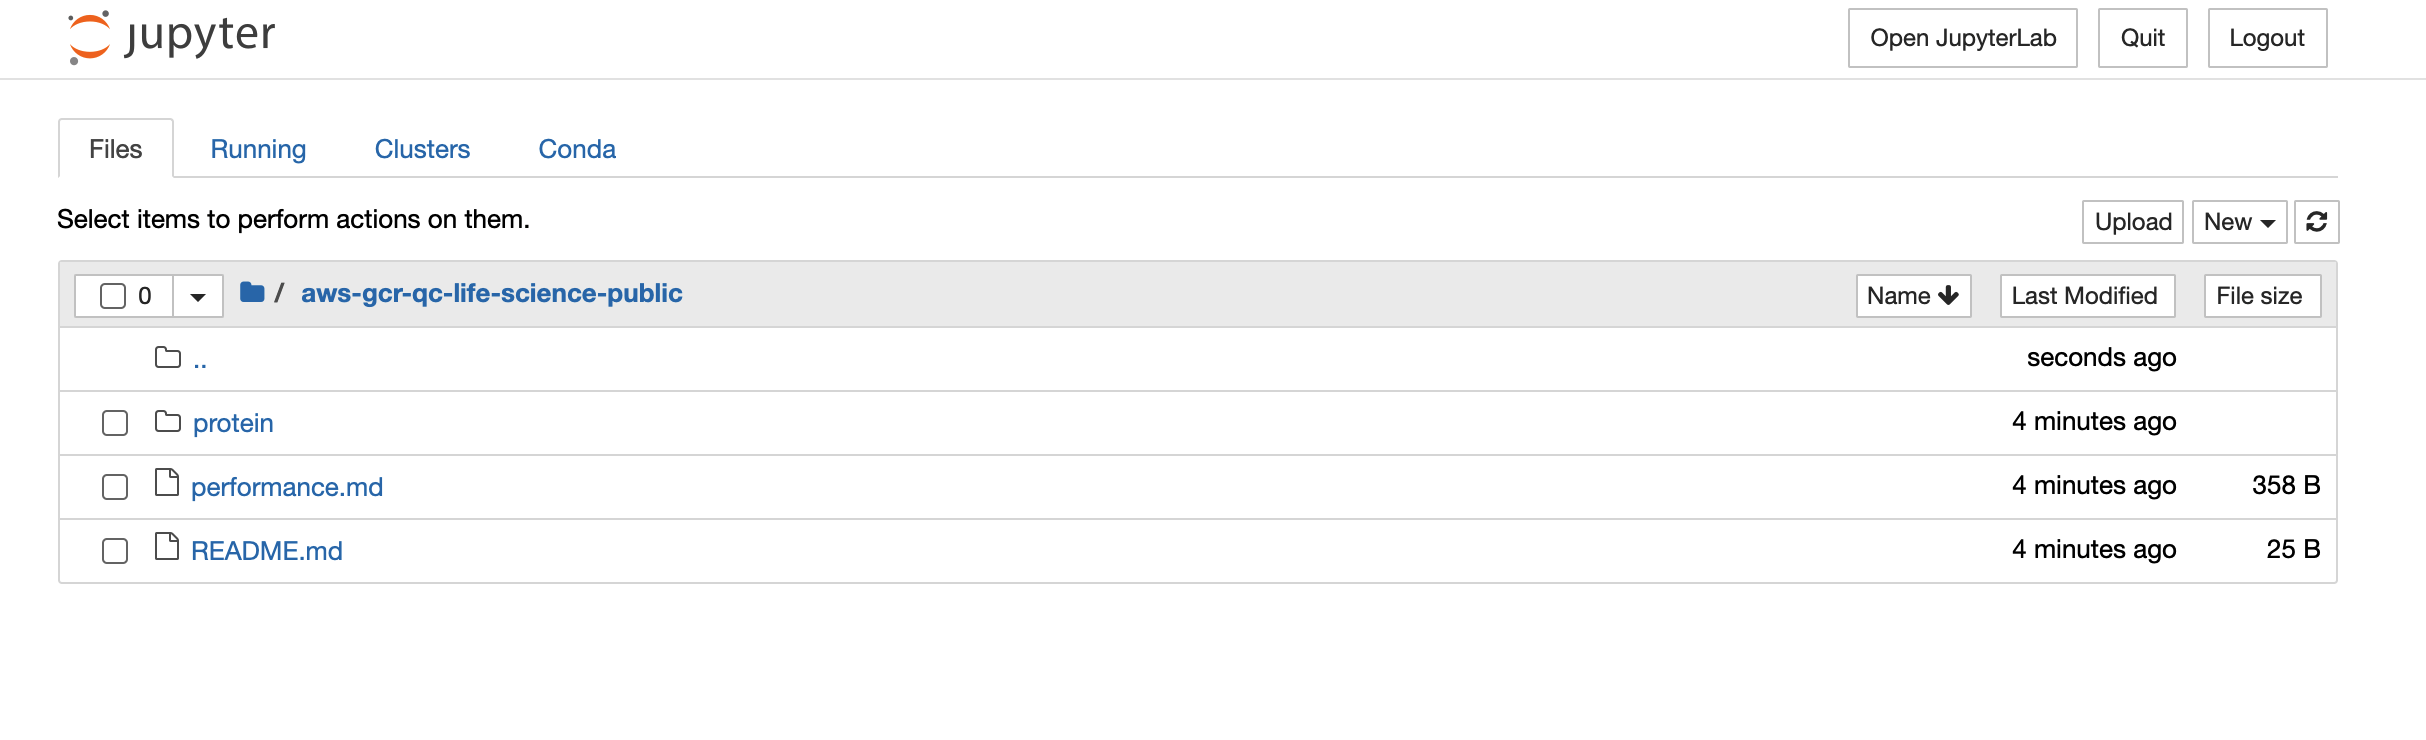 jupyter
Open JupyterLab Quit Logout
Files Running Clusters Conda
Select items to perform actions on them.
Upload New
0 / aws-gcr-qc-life-science-public Name Last Modified File size
.. seconds ago
protein 4 minutes ago
performance.md 4 minutes ago 358 B
README.md 4 minutes ago 25 B